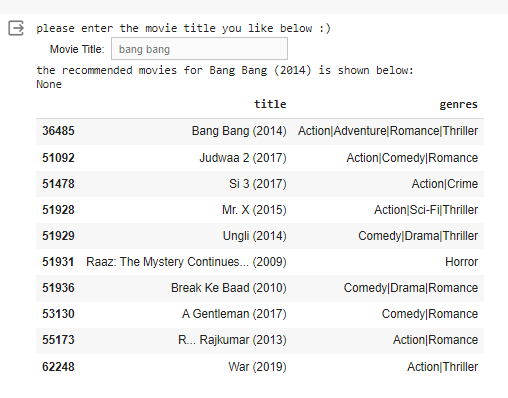 please enter the movie title you like below :)
Movie Title: bang bang
the recommended movies for Bang Bang (2014) is shown below:
None
title genres
36485 Bang Bang (2014) Action|Adventure|Romance|Thriller
51092 Judwaa 2 (2017) Action|Comedy|Romance
51478 Si 3 (2017) Action|Crime
51928 Mr. X (2015) Action|Sci-Fi|Thriller
51929 Ungli (2014) Comedy|Drama|Thriller
51931 Raaz: The Mystery Continues... (2009) Horror
51936 Break Ke Baad (2010) Comedy|Drama|Romance
53130 A Gentleman (2017) Comedy|Romance
55173 R... Rajkumar (2013) Action|Romance
62248 War (2019) Action|Thriller